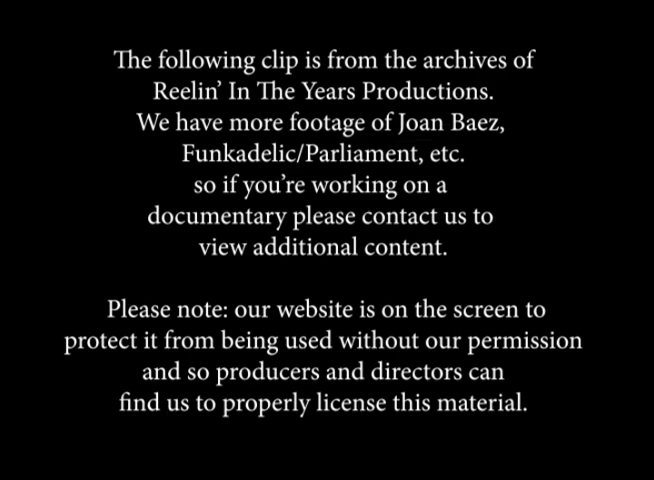 The following clip is from the archives of
Reelin’ In The Years Productions.
We have more footage of Joan Baez,
Funkadelic/Parliament, etc.
so if you’re working on a
documentary please contact us to
view additional content.
Please note: our website is on the screen to
protect it from being used without our permission
and so producers and directors can
find us to properly license this material.